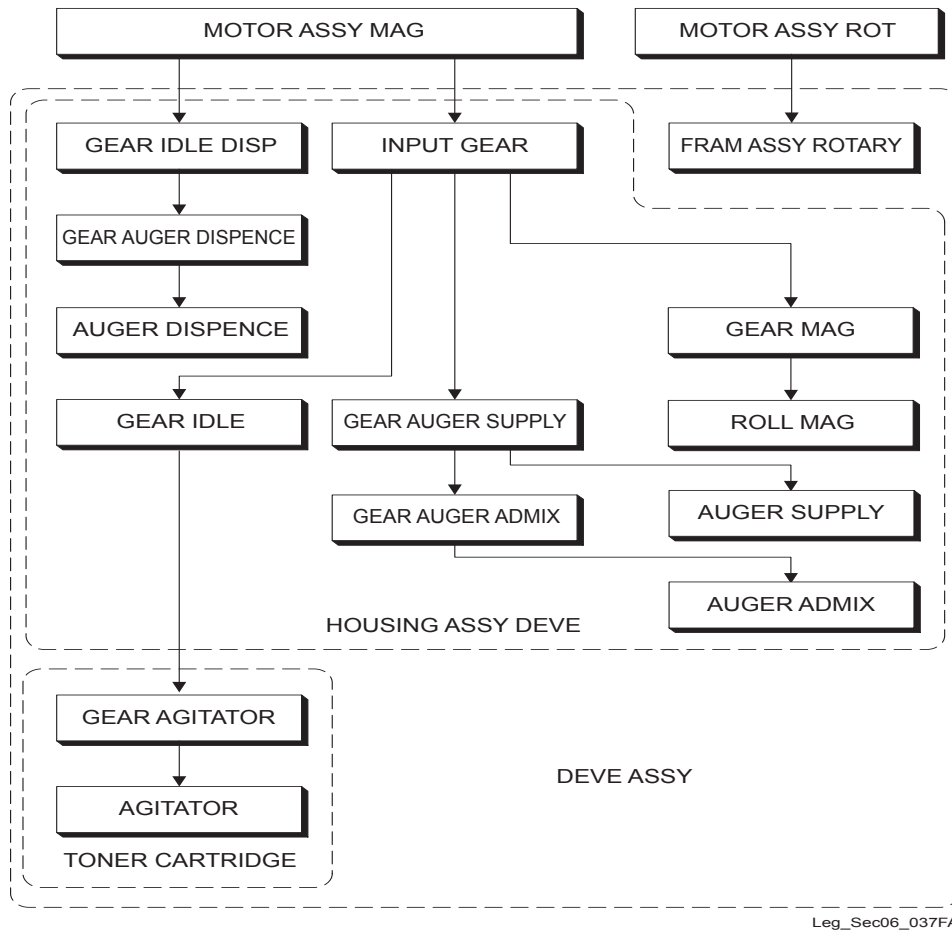 MOTOR ASSY MAG
MOTOR ASSY ROT
GEAR IDLE DISP
INPUT GEAR
FRAM ASSY ROTARY
GEAR AUGER DISPENCE
AUGER DISPENCE
GEAR MAG
GEAR IDLE
GEAR AUGER SUPPLY
ROLL MAG
GEAR AUGER ADMIX
AUGER SUPPLY
AUGER ADMIX
HOUSING ASSY DEVE
GEAR AGITATOR
DEVE ASSY
AGITATOR
TONER CARTRIDGE
Leg_Sec06_037FA